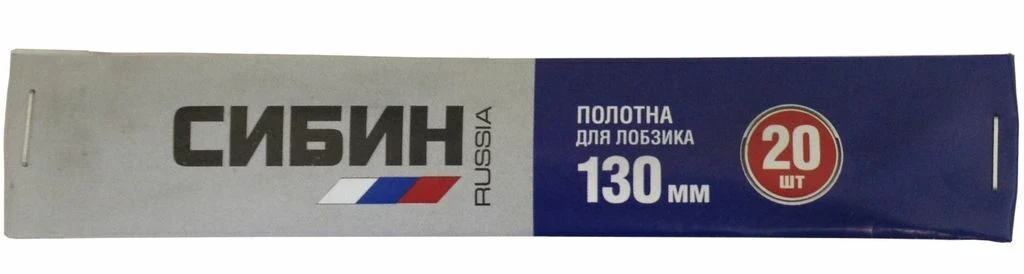 СИБИН
RUSSIA
ПОЛОТНА
ДЛЯ ЛОБЗИКА
130 ММ
20
ШТ